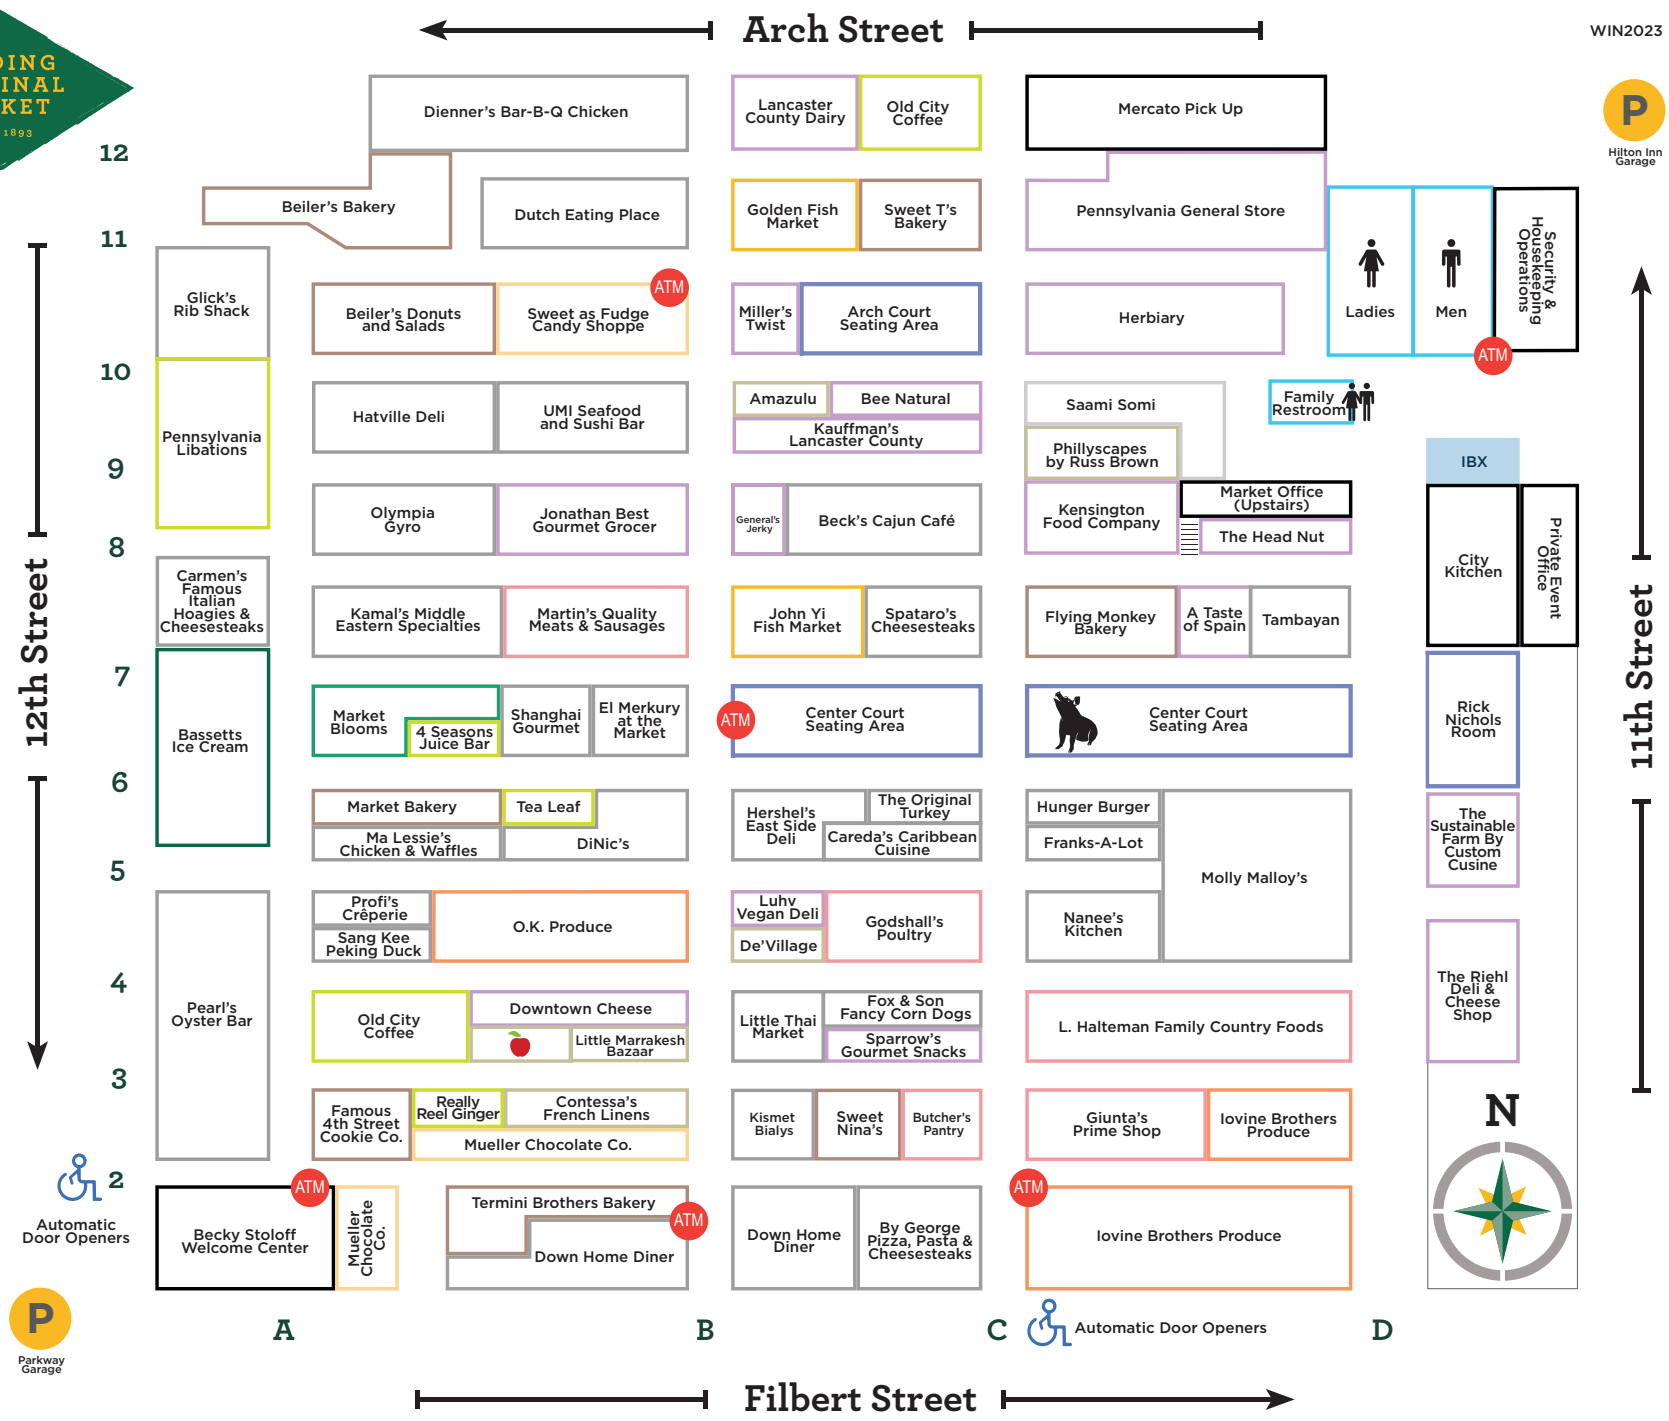 Arch Street
WIN2023
DING
INAL
KET
1893
P
Hilton Inn
Garage
Dienner's Bar-B-Q Chicken
Lancaster
County Dairy
Old City
Coffee
Mercato Pick Up
12
Beiler's Bakery
Dutch Eating Place
Golden Fish
Market
Sweet T's
Bakery
Pennsylvania General Store
Ladies
Men
Security &
Housekeeping
Operations
ATM
11
Glick's
Rib Shack
Beiler's Donuts
and Salads
Sweet as Fudge
Candy Shoppe
ATM
Miller's
Twist
Arch Court
Seating Area
Herbiary
10
Pennsylvania
Libations
Hatville Deli
UMI Seafood
and Sushi Bar
Amazulu
Bee Natural
Kauffman's
Lancaster County
Saami Somi
Phillyscapes
by Russ Brown
Family
Restroom
IBX
9
Olympia
Gyro
Jonathan Best
Gourmet Grocer
General's
Jerky
Beck's Cajun Café
Kensington
Food Company
Market Office
(Upstairs)
The Head Nut
City
Kitchen
Private Event
Office
8
12th Street
11th Street
Carmen's
Famous
Italian
Hoagies &
Cheesesteaks
Kamal's Middle
Eastern Specialties
Martin's Quality
Meats & Sausages
John Yi
Fish Market
Spataro's
Cheesesteaks
Flying Monkey
Bakery
A Taste
of Spain
Tambayan
7
Bassetts
Ice Cream
Market
Blooms
4 Seasons
Juice Bar
Shanghai
Gourmet
El Merkury
at the
Market
ATM
Center Court
Seating Area
Center Court
Seating Area
Rick
Nichols
Room
6
Market Bakery
Tea Leaf
Ma Lessie's
Chicken & Waffles
DiNic's
Hershel's
East Side
Deli
The Original
Turkey
Careda's Caribbean
Cuisine
Hunger Burger
Franks-A-Lot
Molly Malloy's
The
Sustainable
Farm By
Custom
Cusine
5
Profi's
Crêperie
Sang Kee
Peking Duck
O.K. Produce
Luhv
Vegan Deli
De'Village
Godshall's
Poultry
Nanee's
Kitchen
4
Pearl's
Oyster Bar
Old City
Coffee
Downtown Cheese
Little Marrakesh
Bazaar
Little Thai
Market
Fox & Son
Fancy Corn Dogs
Sparrow's
Gourmet Snacks
L. Halteman Family Country Foods
The Riehl
Deli &
Cheese
Shop
3
Famous
4th Street
Cookie Co.
Really
Reel Ginger
Contessa's
French Linens
Mueller Chocolate Co.
Kismet
Bialys
Sweet
Nina's
Butcher's
Pantry
Giunta's
Prime Shop
Iovine Brothers
Produce
N
2
Automatic
Door Openers
ATM
Becky Stoloff
Welcome Center
Mueller
Chocolate
Co.
Termini Brothers Bakery
ATM
Down Home Diner
Down Home
Diner
By George
Pizza, Pasta &
Cheesesteaks
ATM
Iovine Brothers Produce
P
Parkway
Garage
A
B
C
Automatic Door Openers
D
Filbert Street